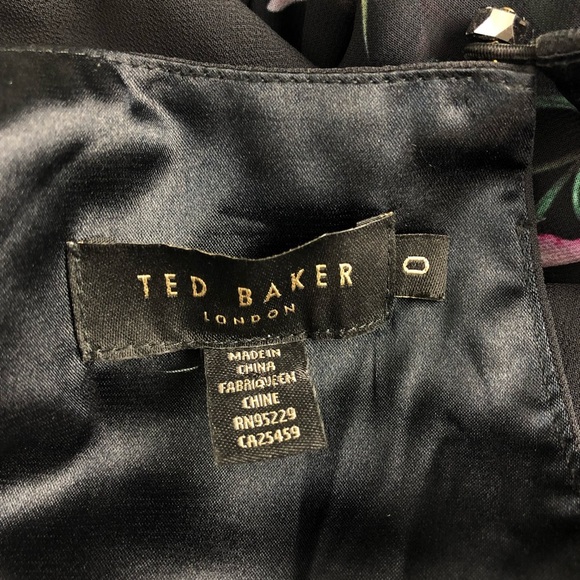 TED BAKER
LONDON
0
MADE IN
CHINA
FABRIQUE EN
CHINE
RN95229
CA25459